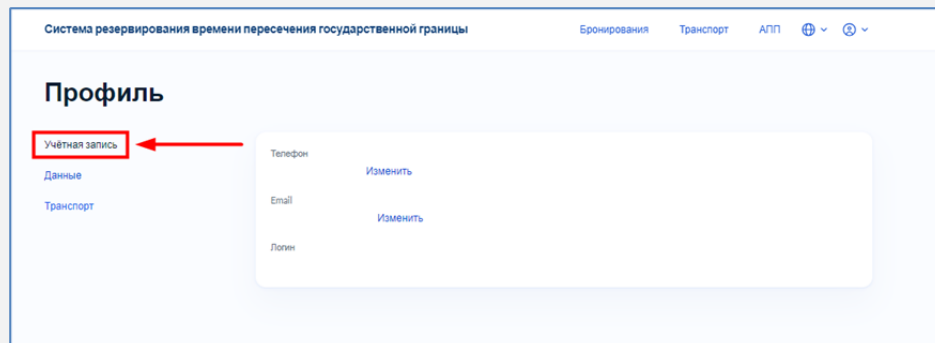 Система резервирования времени пересечения государственной границы
Бронирования Транспорт АПП
Профиль
Учётная запись
Данные
Транспорт
Телефон
Изменить
Email
Изменить
Логин